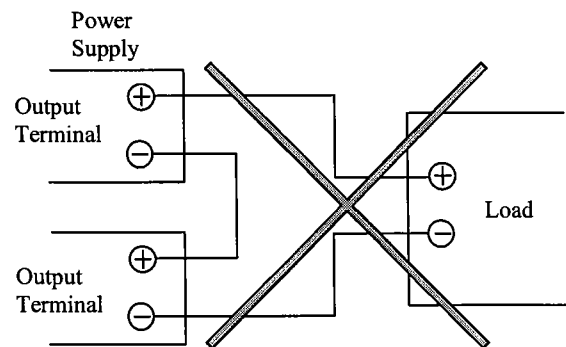 Power
Supply
Output
Terminal
+
−
Output
Terminal
+
−
+
−
Load